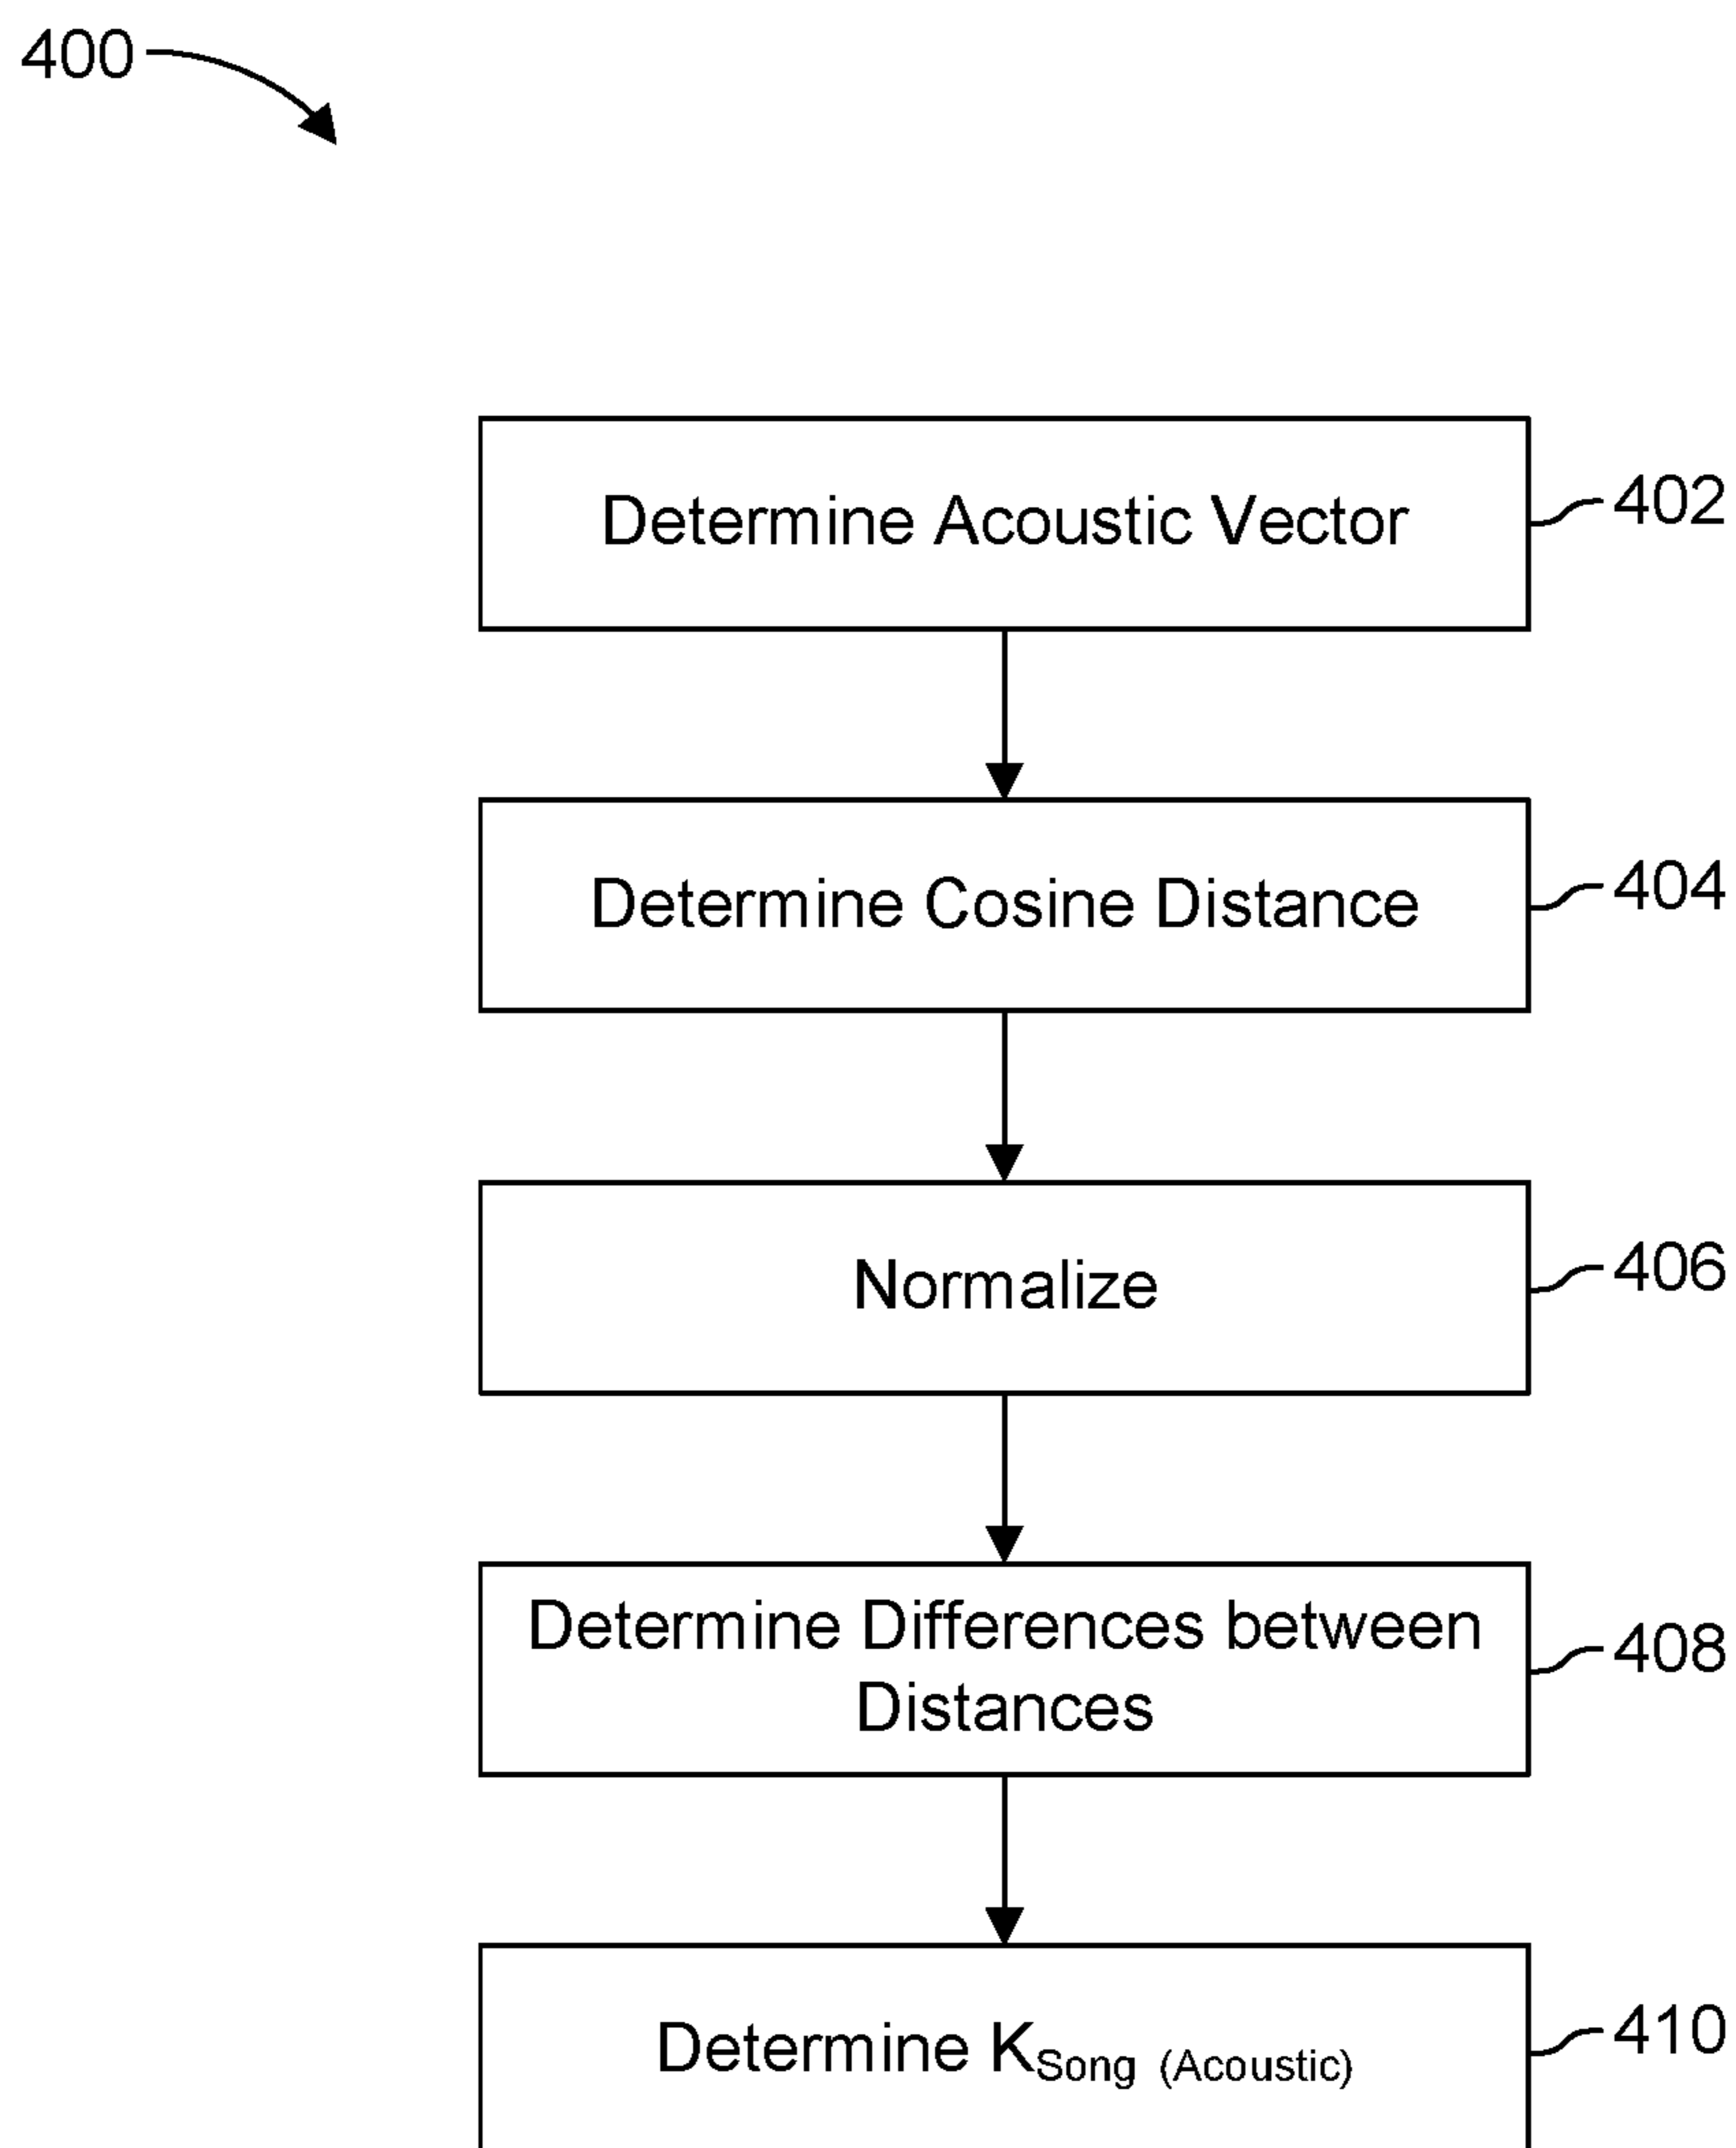 400
Determine Acoustic Vector
402
Determine Cosine Distance
404
Normalize
406
Determine Differences between
Distances
408
Determine KSong (Acoustic)
410